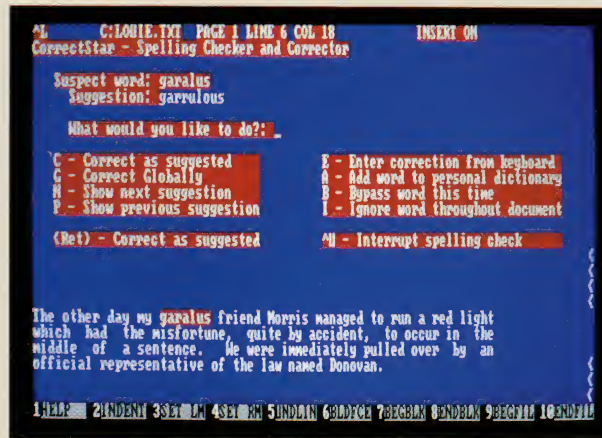 ^L C:LOUIE.TXT PAGE 1 LINE 6 COL 18 INSERT ON
CorrectStar - Spelling Checker and Corrector
Suspect word: garalus
Suggestion: garrulous
What would you like to do?: _
C - Correct as suggested E - Enter correction from keyboard
G - Correct Globally A - Add word to personal dictionary
N - Show next suggestion B - Bypass word this time
P - Show previous suggestion I - Ignore word throughout document
(Ret) - Correct as suggested ^U - Interrupt spelling check
<
<
<
The other day my garalus friend Morris managed to run a red light
which had the misfortune, quite by accident, to occur in the
middle of a sentence. We were immediately pulled over by an
official representative of the law named Donovan. <
<
<
1HELP 2INDENT 3SET LM 4SET RM 5UNDLIN 6BLDFCE 7BEGBLK 8ENDBLK 9BEGFIL 10ENDFIL